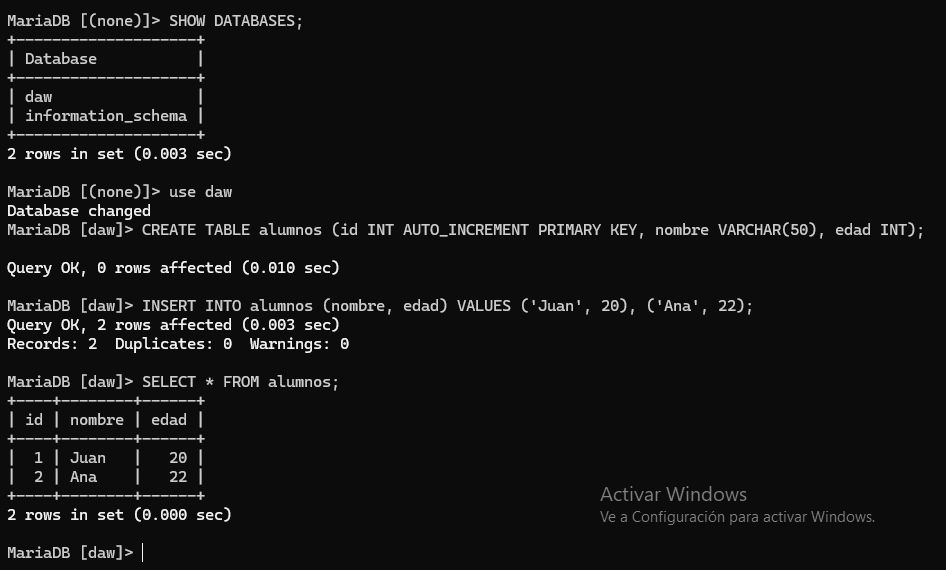 MariaDB [(none)]> SHOW DATABASES;
+--------------------+
| Database           |
+--------------------+
| daw                |
| information_schema |
+--------------------+
2 rows in set (0.003 sec)
MariaDB [(none)]> use daw
Database changed
MariaDB [daw]> CREATE TABLE alumnos (id INT AUTO_INCREMENT PRIMARY KEY, nombre VARCHAR(50), edad INT);
Query OK, 0 rows affected (0.010 sec)
MariaDB [daw]> INSERT INTO alumnos (nombre, edad) VALUES ('Juan', 20), ('Ana', 22);
Query OK, 2 rows affected (0.003 sec)
Records: 2  Duplicates: 0  Warnings: 0
MariaDB [daw]> SELECT * FROM alumnos;
+----+--------+------+
| id | nombre | edad |
+----+--------+------+
|  1 | Juan   |   20 |
|  2 | Ana    |   22 |
+----+--------+------+
2 rows in set (0.000 sec)
Activar Windows
Ve a Configuración para activar Windows.
MariaDB [daw]>